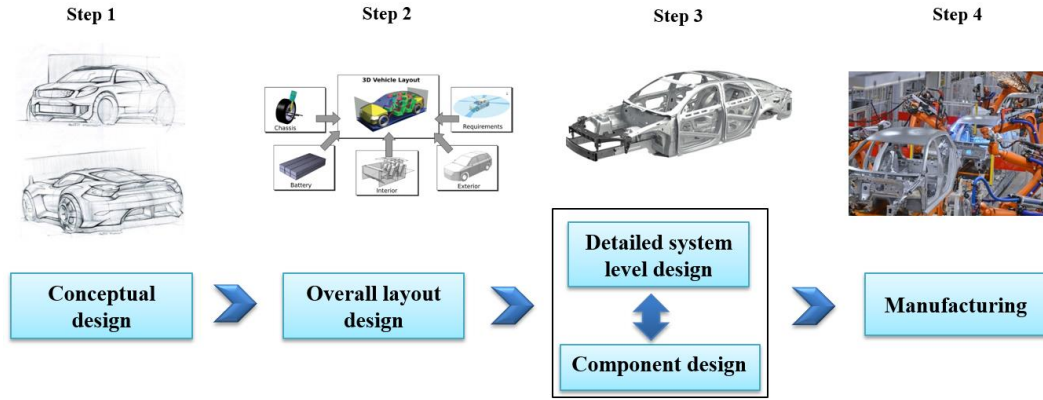 Step 1
Step 2
Step 3
Step 4
3D Vehicle Layout
Chassis
Requirements
Battery
Interior
Exterior
Conceptual
design
Overall layout
design
Detailed system
level design
Component design
Manufacturing